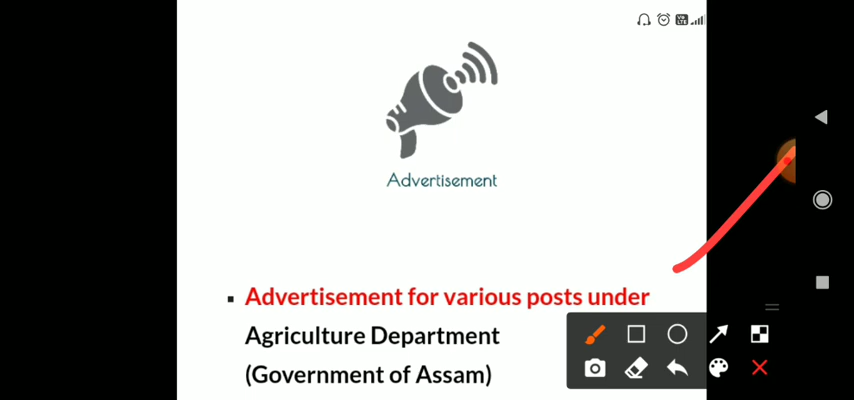 Advertisement
Advertisement for various posts under
Agriculture Department
(Government of Assam)